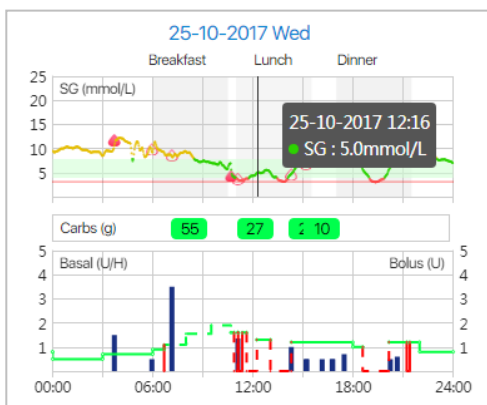 25-10-2017 Wed
Breakfast Lunch Dinner
25 SG (mmol/L)
20
15
10
5
25-10-2017 12:16
SG : 5.0mmol/L
Carbs (g) 55 27 2 10
5 Basal (U/H) Bolus (U) 5
4 4
3 3
2 2
1 1
00:00 06:00 12:00 18:00 24:00